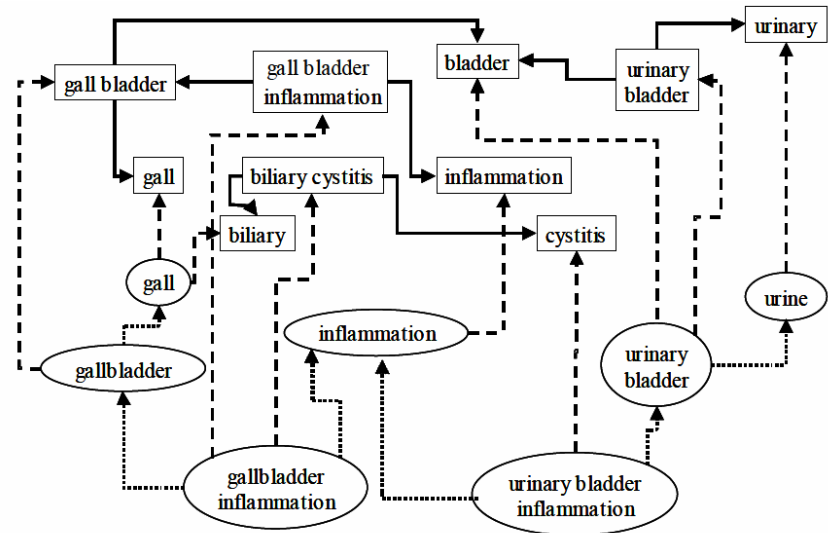 urinary
gall bladder
gall bladder
inflammation
bladder
urinary
bladder
gall
biliary cystitis
inflammation
biliary
cystitis
gall
urine
inflammation
gallbladder
urinary
bladder
gallbladder
inflammation
urinary bladder
inflammation